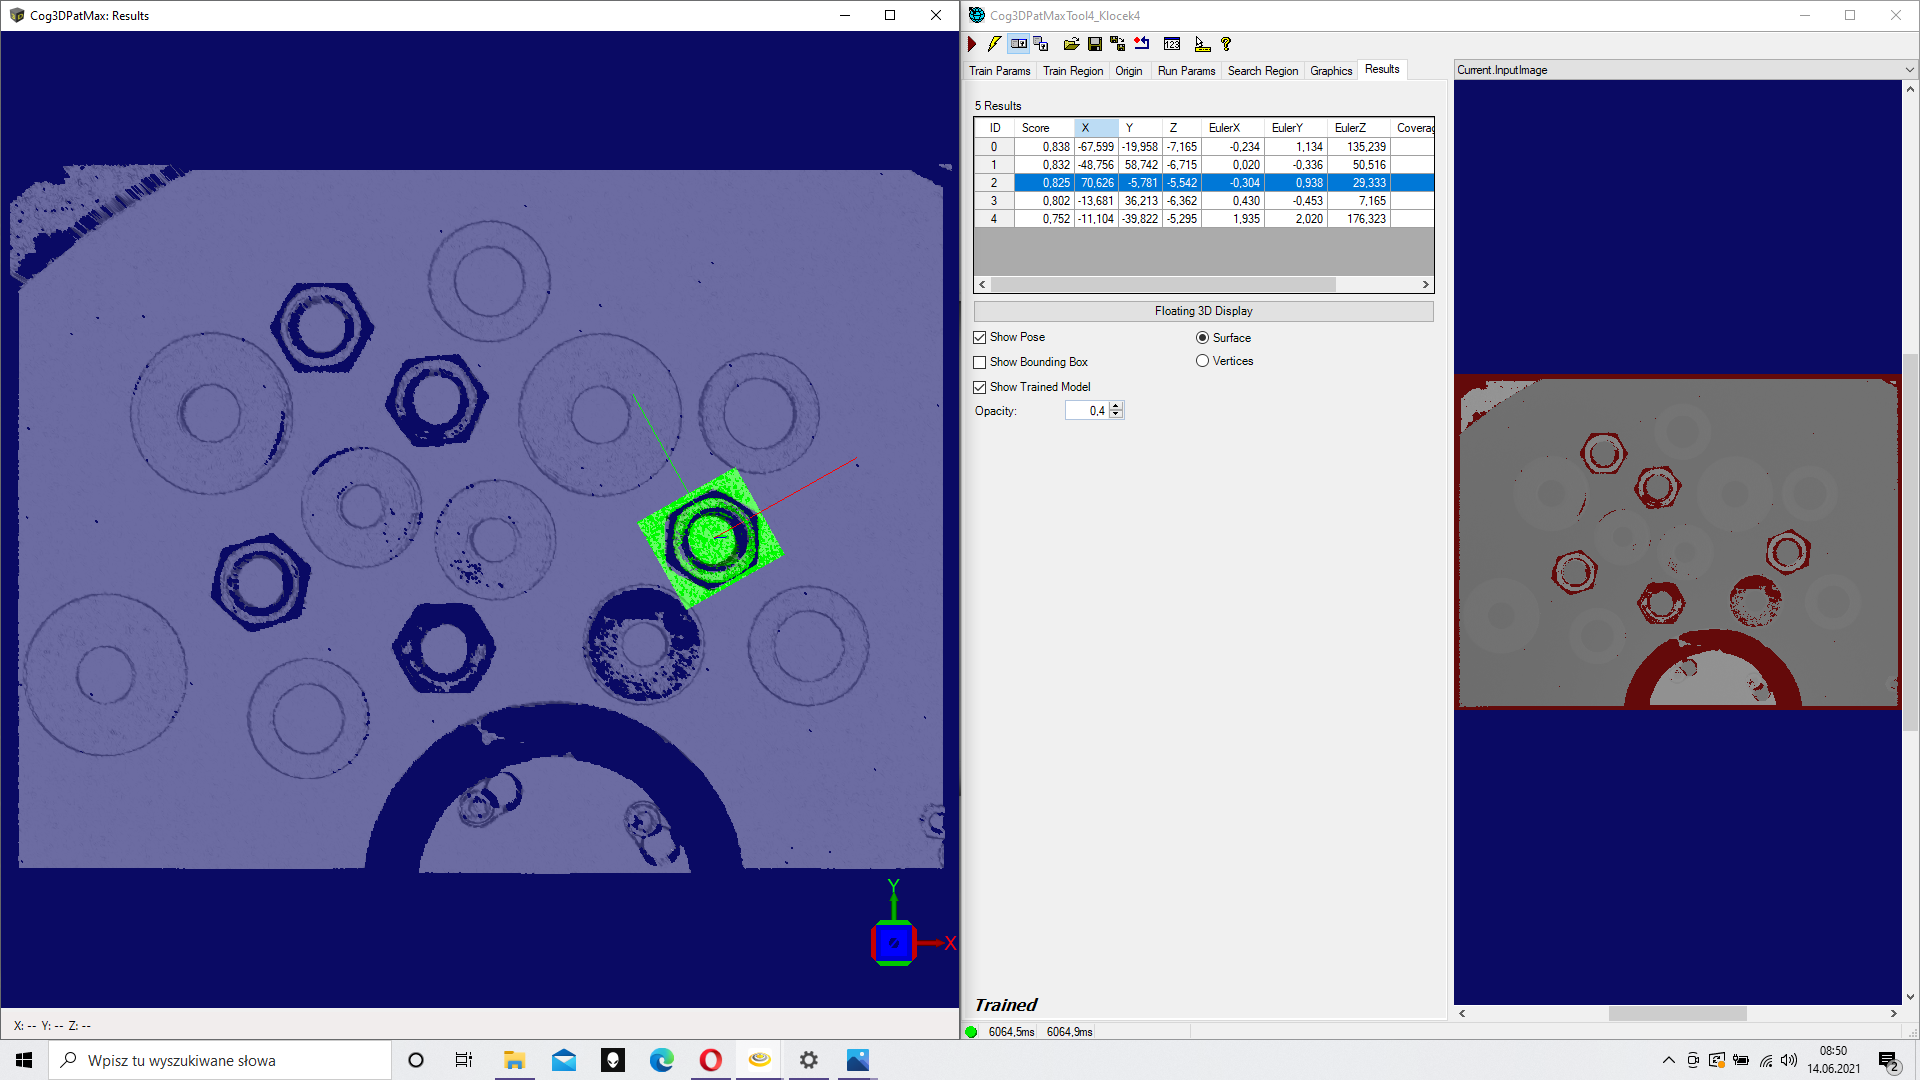 Cog3DPatMax: Results
Cog3DPatMaxTool4_Klocek4
Train Params Train Region Origin Run Params Search Region Graphics Results
Current.InputImage
5 Results
ID Score X Y Z EulerX EulerY EulerZ Coverag
0 0,838 -67,599 -19,958 -7,165 -0,234 1,134 135,239
1 0,832 -48,756 58,742 -6,715 0,020 -0,336 50,516
2 0,825 70,626 -5,781 -5,542 -0,304 0,938 29,333
3 0,802 -13,681 36,213 -6,362 0,430 -0,453 7,165
4 0,752 -11,104 -39,822 -5,295 1,935 2,020 176,323
Floating 3D Display
Show Pose Surface
Show Bounding Box Vertices
Show Trained Model
Opacity: 0.4
Y
X
Trained
X: -- Y: -- Z: --
6064,5ms 6064,9ms
Wpisz tu wyszukiwane słowa
08:50
14.06.2021
2